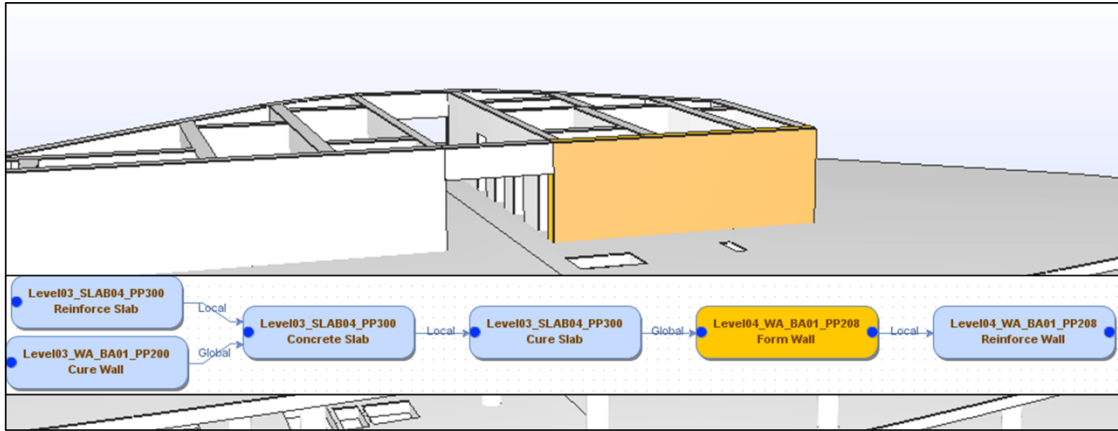 Level03_SLAB04_PP300
Reinforce Slab
Local
Level03_WA_BA01_PP200
Cure Wall
Global
Level03_SLAB04_PP300
Concrete Slab
Local
Level03_SLAB04_PP300
Cure Slab
Global
Level04_WA_BA01_PP208
Form Wall
Local
Level04_WA_BA01_PP208
Reinforce Wall